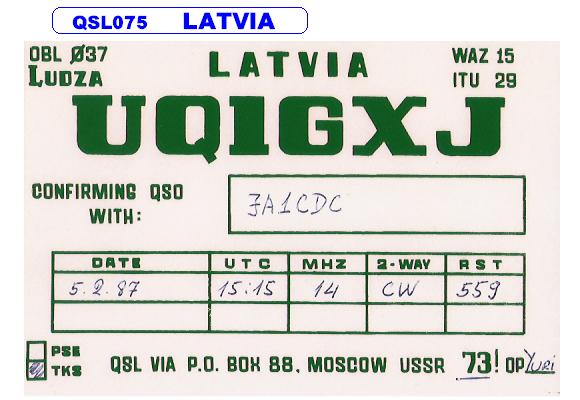 QSL075 LATVIA
OBL Ø37 LATVIA WAZ 15
LUDZA ITU 29
UQ1GXJ
CONFIRMING QSO WITH: JA1CDC
DATE UTC MHZ 2-WAY RST
5.2.87 15:15 14 CW 559
PSE
TKS
QSL VIA P.O. BOX 88, MOSCOW USSR 73! OP Yuri